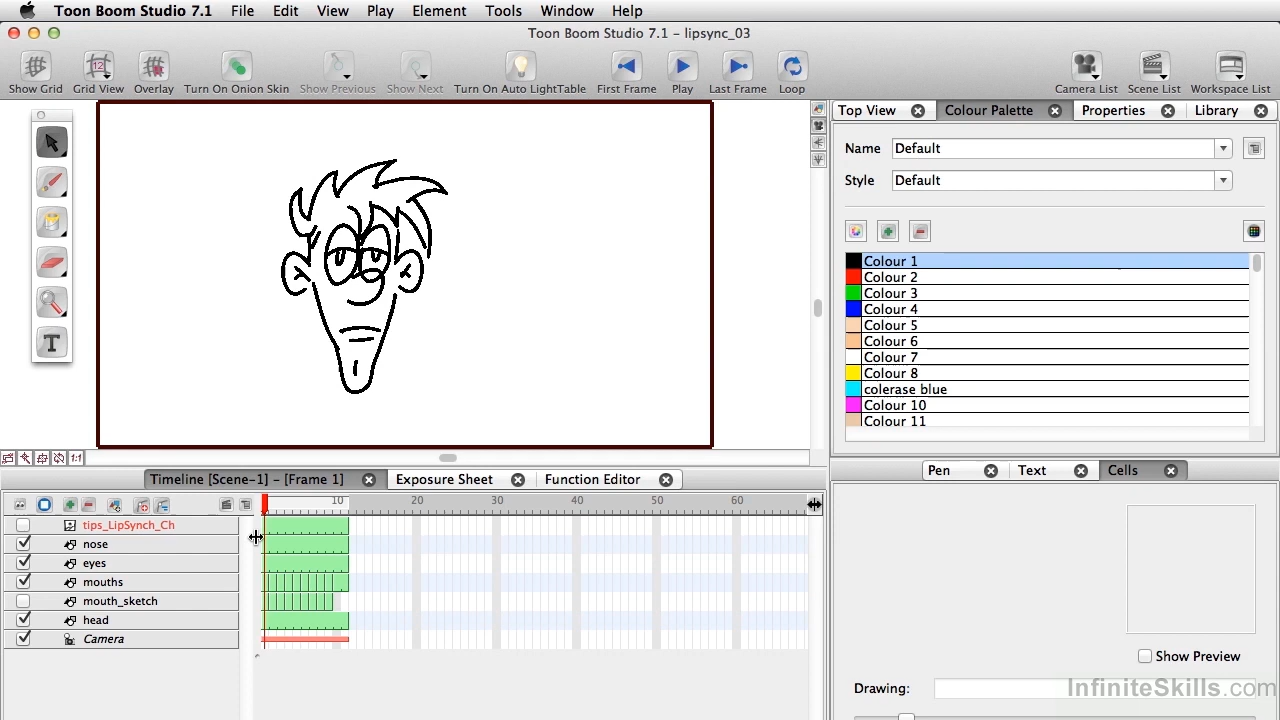 Toon Boom Studio 7.1 File Edit View Play Element Tools Window Help
Toon Boom Studio 7.1 - lipsync_03
12
Show Grid Grid View Overlay Turn On Onion Skin Show Previous Show Next Turn On Auto LightTable First Frame Play Last Frame Loop Camera List Scene List Workspace List
Top View Colour Palette Properties Library
T
Name Default
Style Default
Colour 1
Colour 2
Colour 3
Colour 4
Colour 5
Colour 6
Colour 7
Colour 8
colerase blue
Colour 10
Colour 11
1:1
Timeline [Scene-1] - [Frame 1] Exposure Sheet Function Editor
Pen Text Cells
10 20 30 40 50 60
tips_LipSynch_Ch
nose
eyes
mouths
mouth_sketch
head
Camera
Show Preview
Drawing:
InfiniteSkills.com